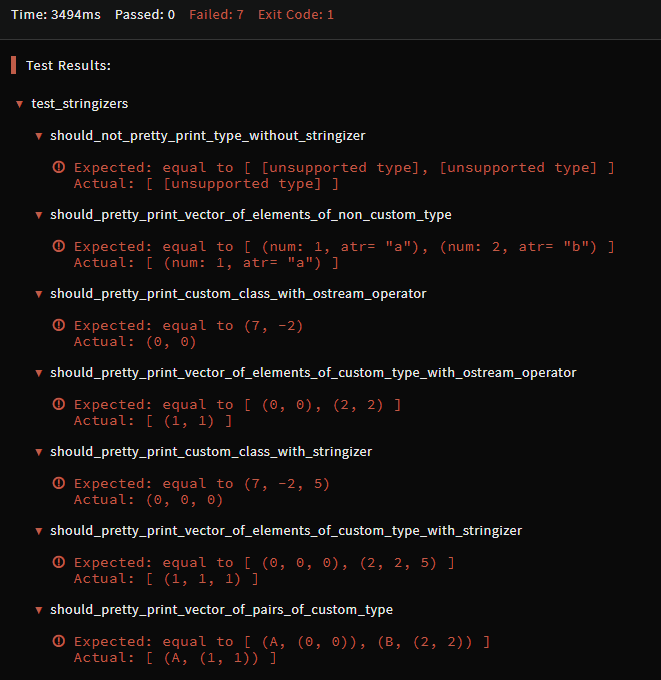 Time: 3494ms Passed: 0 Failed: 7 Exit Code: 1
Test Results:
test_stringizers
should_not_pretty_print_type_without_stringizer
Expected: equal to [ [unsupported type], [unsupported type] ]
Actual: [ [unsupported type] ]
should_pretty_print_vector_of_elements_of_non_custom_type
Expected: equal to [ (num: 1, atr= "a"), (num: 2, atr= "b") ]
Actual: [ (num: 1, atr= "a") ]
should_pretty_print_custom_class_with_ostream_operator
Expected: equal to (7, -2)
Actual: (0, 0)
should_pretty_print_vector_of_elements_of_custom_type_with_ostream_operator
Expected: equal to [ (0, 0), (2, 2) ]
Actual: [ (1, 1) ]
should_pretty_print_custom_class_with_stringizer
Expected: equal to (7, -2, 5)
Actual: (0, 0, 0)
should_pretty_print_vector_of_elements_of_custom_type_with_stringizer
Expected: equal to [ (0, 0, 0), (2, 2, 5) ]
Actual: [ (1, 1, 1) ]
should_pretty_print_vector_of_pairs_of_custom_type
Expected: equal to [ (A, (0, 0)), (B, (2, 2)) ]
Actual: [ (A, (1, 1)) ]